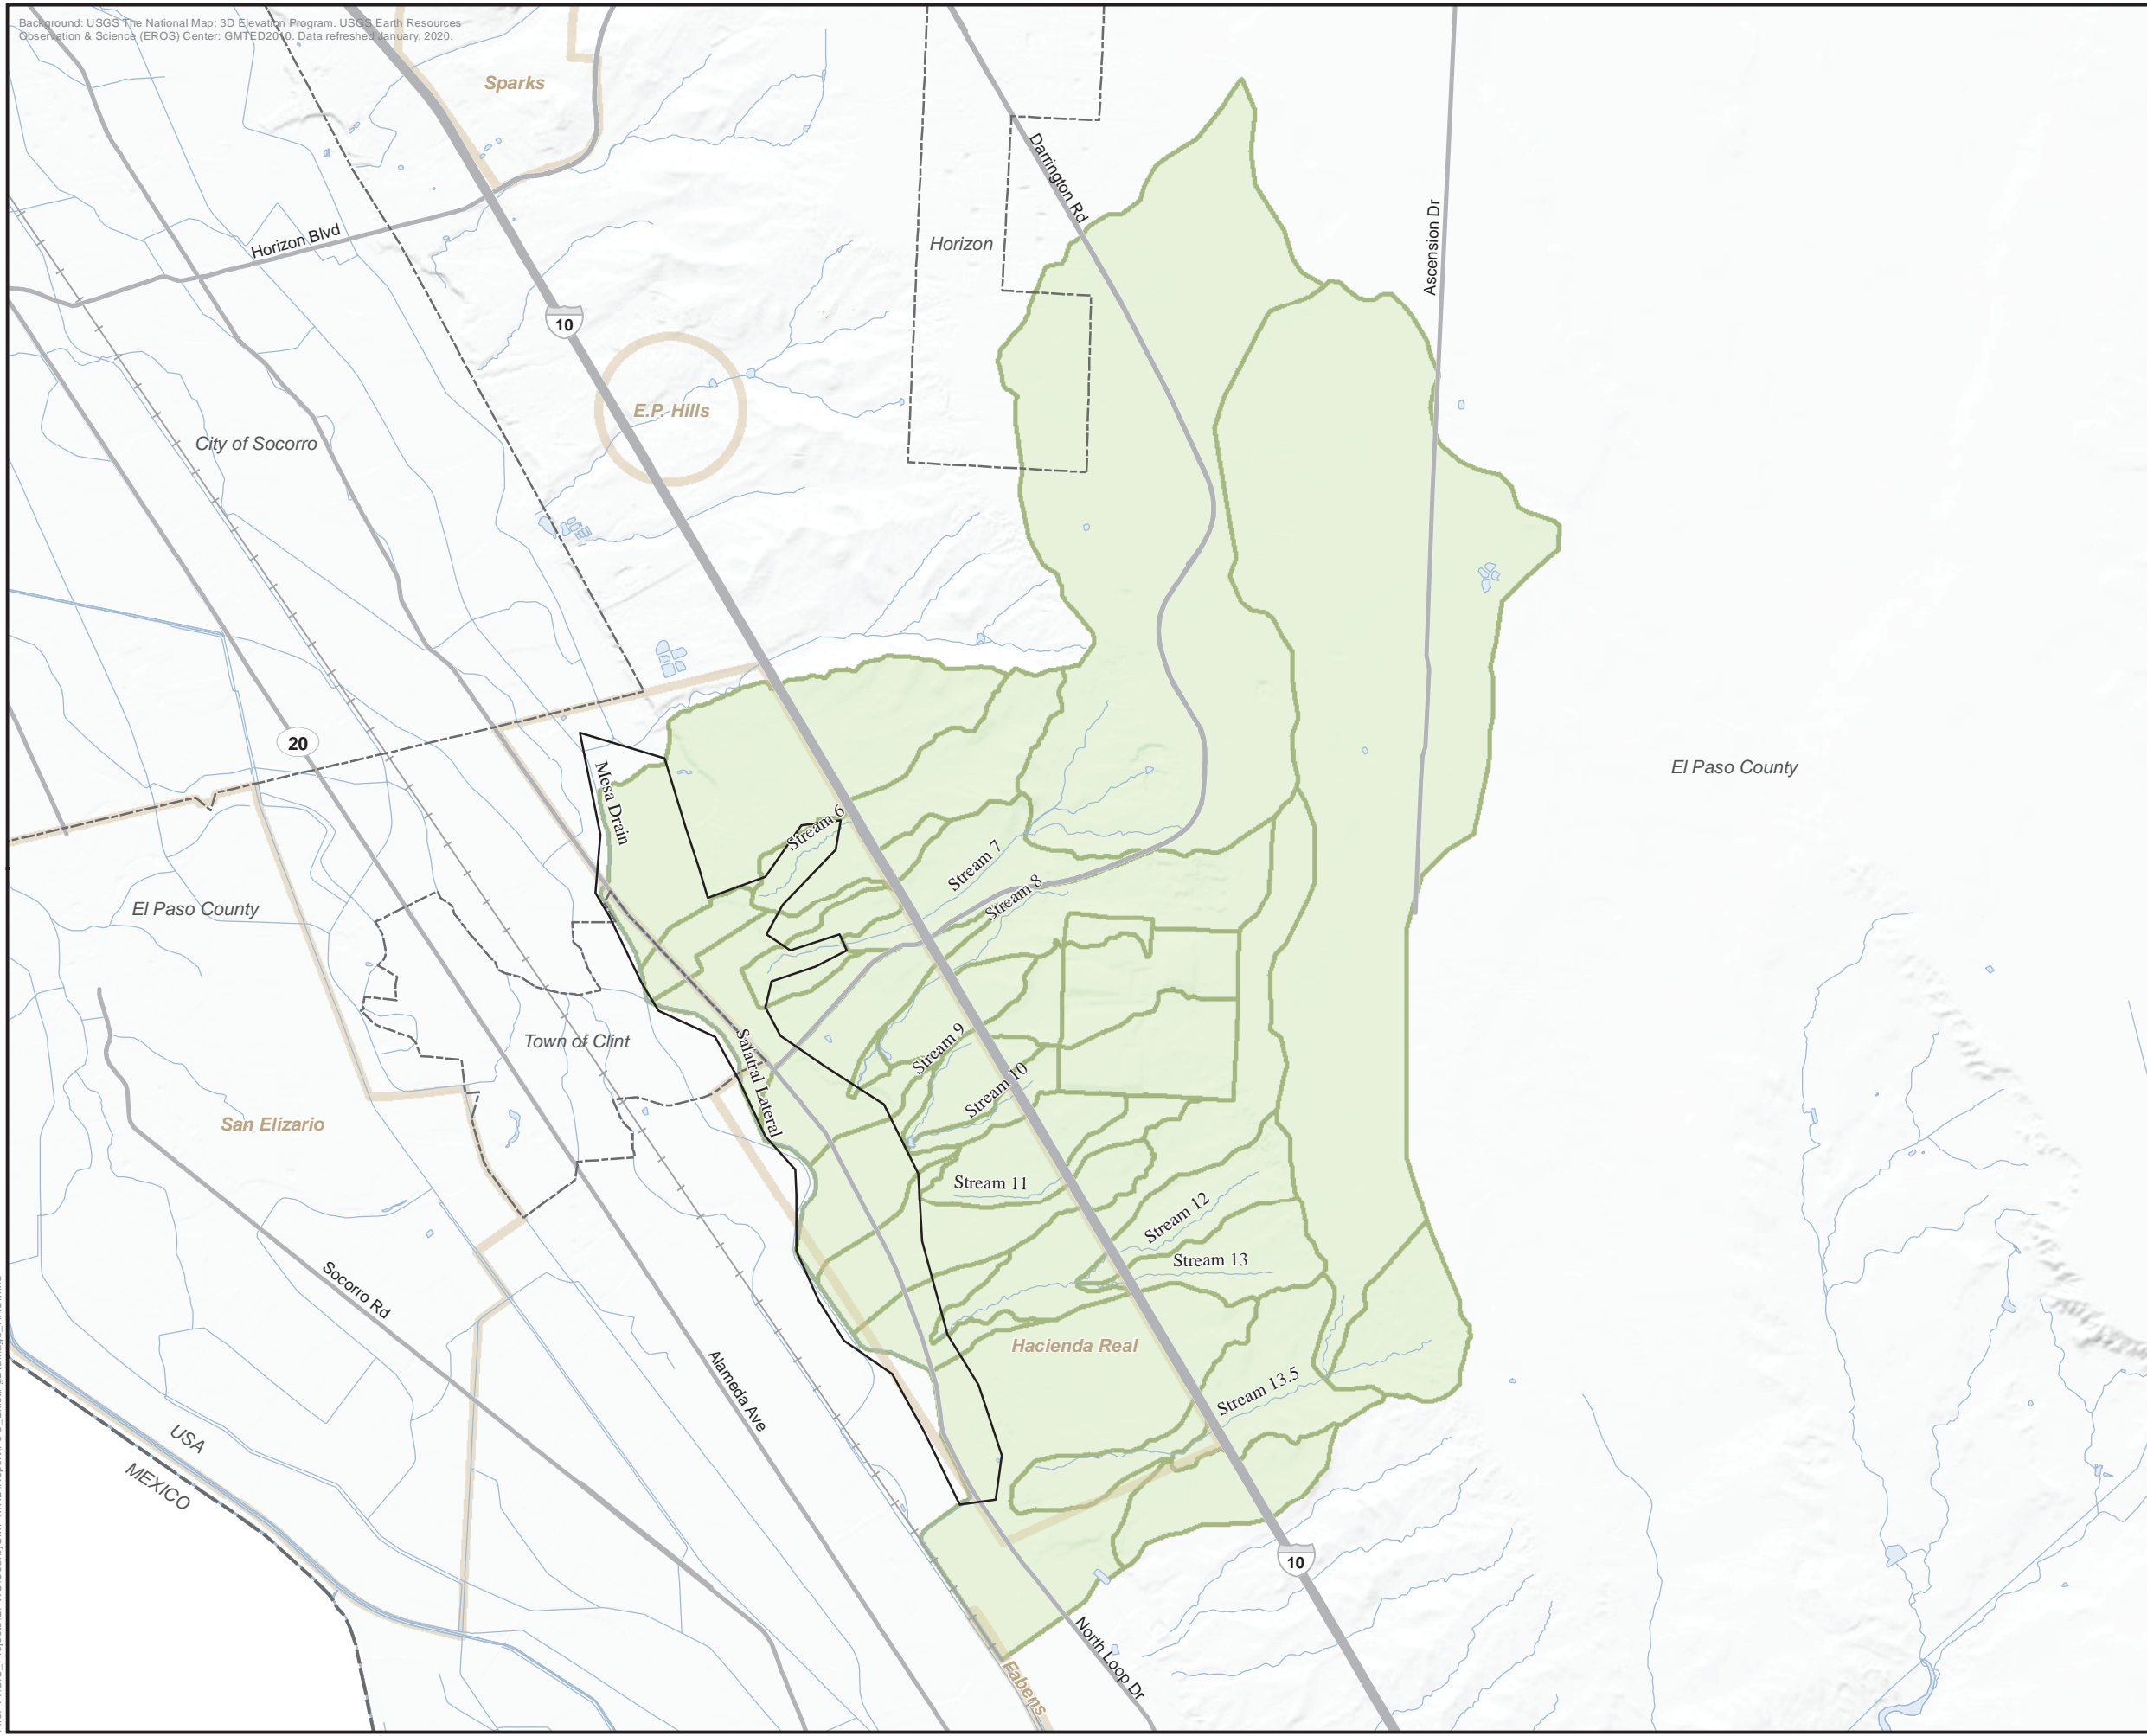 Background: USGS The National Map: 3D Elevation Program. USGS Earth Resources
Observation & Science (EROS) Center: GMTED2010. Data refreshed January, 2020.
Sparks
Darrington Rd
Horizon Blvd
Horizon
Ascension Dr
10
E.P. Hills
City of Socorro
20
Mesa Drain
El Paso County
Stream 6
Stream 7
Stream 8
El Paso County
Town of Clint
Salatral Lateral
Stream 9
Stream 10
San Elizario
Stream 11
Stream 12
Stream 13
Socorro Rd
Hacienda Real
Alameda Ave
Stream 13.5
USA
MEXICO
10
North Loop Dr
Fabens